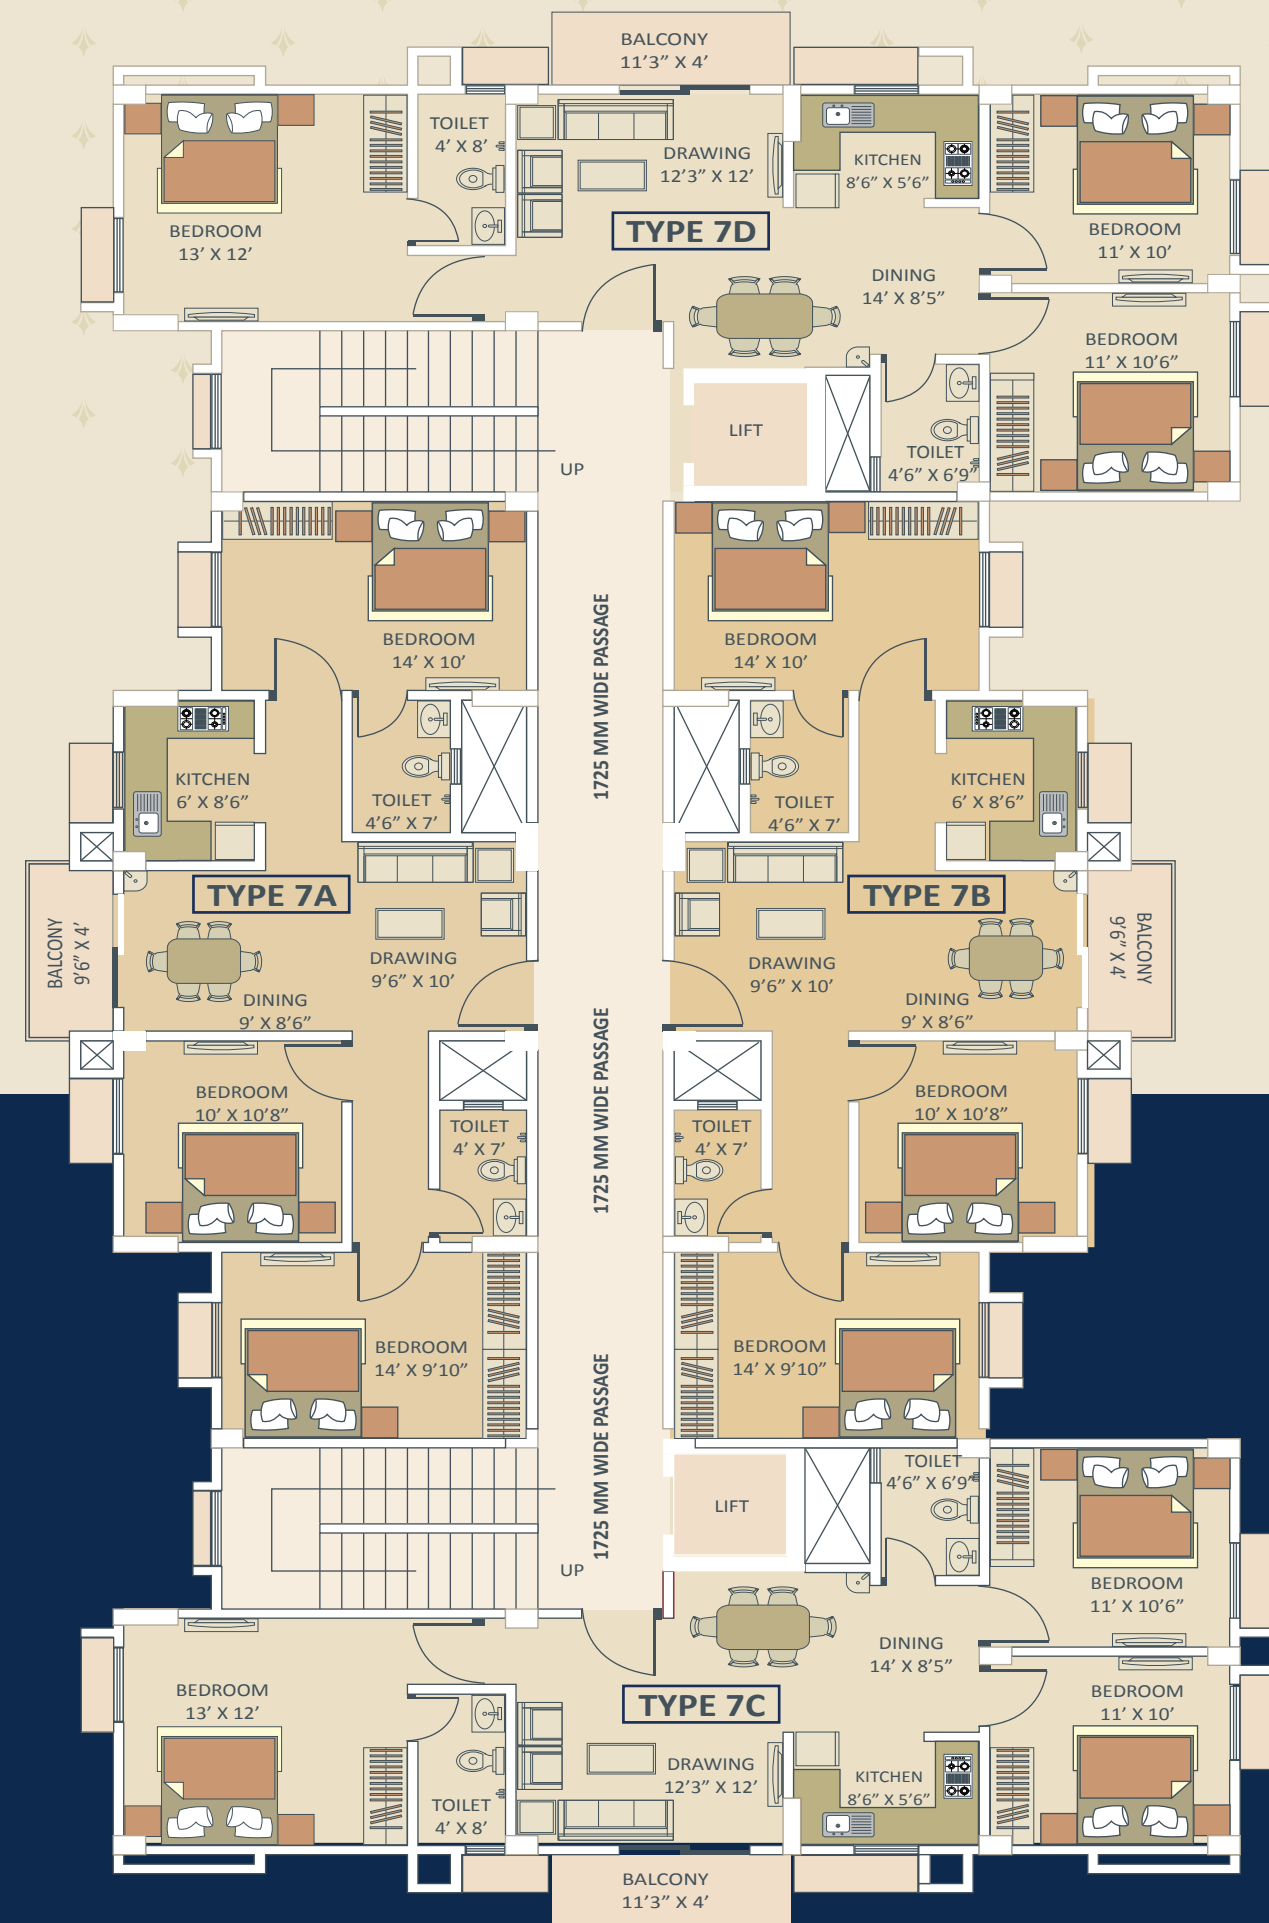 BALCONY
11’3” X 4’
TOILET
4’ X 8’
DRAWING
12’3” X 12’
KITCHEN
8’6” X 5’6”
TYPE 7D
BEDROOM
13’ X 12’
BEDROOM
11’ X 10’
DINING
14’ X 8’5”
BEDROOM
11’ X 10’6”
LIFT
UP
TOILET
4’6” X 6’9”
BEDROOM
14’ X 10’
1725 MM WIDE PASSAGE
BEDROOM
14’ X 10’
KITCHEN
6’ X 8’6”
TOILET
4’6” X 7’
TOILET
4’6” X 7’
KITCHEN
6’ X 8’6”
TYPE 7A
TYPE 7B
BALCONY
9’6” X 4’
DRAWING
9’6” X 10’
DINING
9’ X 8’6”
DRAWING
9’6” X 10’
DINING
9’ X 8’6”
BALCONY
9’6” X 4’
1725 MM WIDE PASSAGE
BEDROOM
10’ X 10’8”
TOILET
4’ X 7’
TOILET
4’ X 7’
BEDROOM
10’ X 10’8”
BEDROOM
14’ X 9’10”
1725 MM WIDE PASSAGE
BEDROOM
14’ X 9’10”
TOILET
4’6” X 6’9”
LIFT
UP
BEDROOM
11’ X 10’6”
DINING
14’ X 8’5”
BEDROOM
13’ X 12’
TYPE 7C
BEDROOM
11’ X 10’
DRAWING
12’3” X 12’
KITCHEN
8’6” X 5’6”
TOILET
4’ X 8’
BALCONY
11’3” X 4’